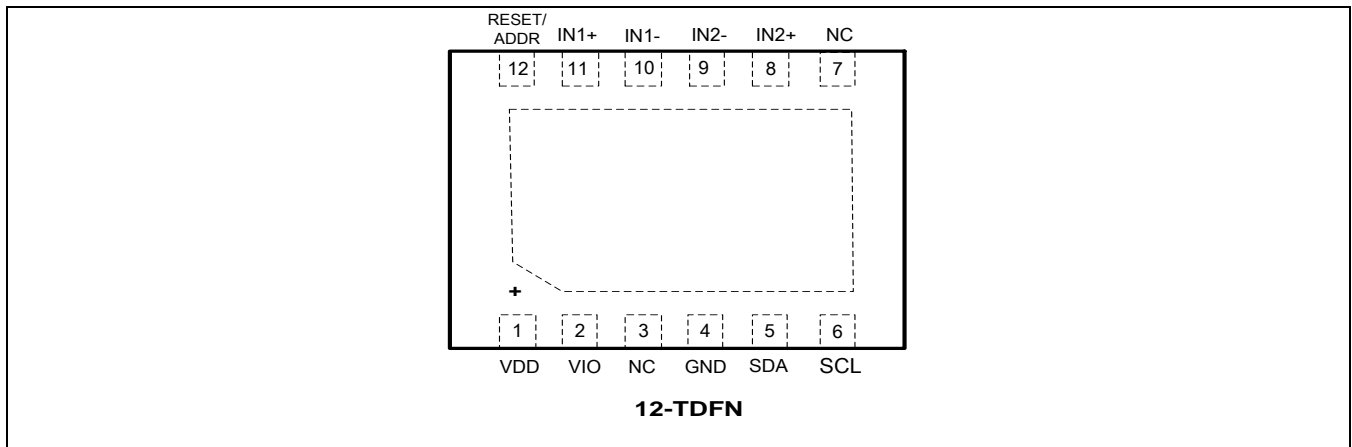 RESET/
ADDR IN1+ IN1- IN2- IN2+ NC
12 11 10 9 8 7
+
1 2 3 4 5 6
VDD VIO NC GND SDA SCL
12-TDFN